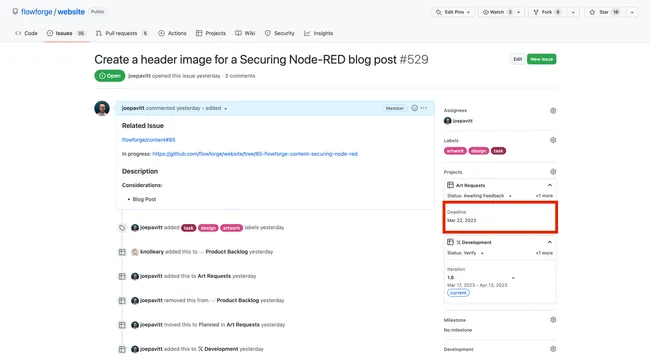 flowforge / website Public
Edit Pins Watch 3 Fork 6 Star 16
Code Issues 36 Pull requests 5 Actions Projects Wiki Security Insights
Create a header image for a Securing Node-RED blog post #529
Edit New issue
Open joepavitt opened this issue yesterday · 3 comments
joepavitt commented yesterday · edited Member
Related Issue
flowforge/content#85
In progress: https://github.com/flowforge/website/tree/85-flowforge-content-securing-node-red
Description
Considerations:
• Blog Post
joepavitt added task design artwork labels yesterday
knolleary added this to Product Backlog yesterday
joepavitt added this to Art Requests yesterday
joepavitt removed this from Product Backlog yesterday
joepavitt moved this to Planned in Art Requests yesterday
joepavitt added this to 🛠 Development yesterday
Assignees
joepavitt
Labels
artwork design task
Projects
Art Requests
Status: Awaiting Feedback +1 more
Deadline
Mar 22, 2023
🛠 Development
Status: Verify +1 more
Iteration
1.6
Mar 17, 2023 - Apr 13, 2023
current
Milestone
No milestone
Development